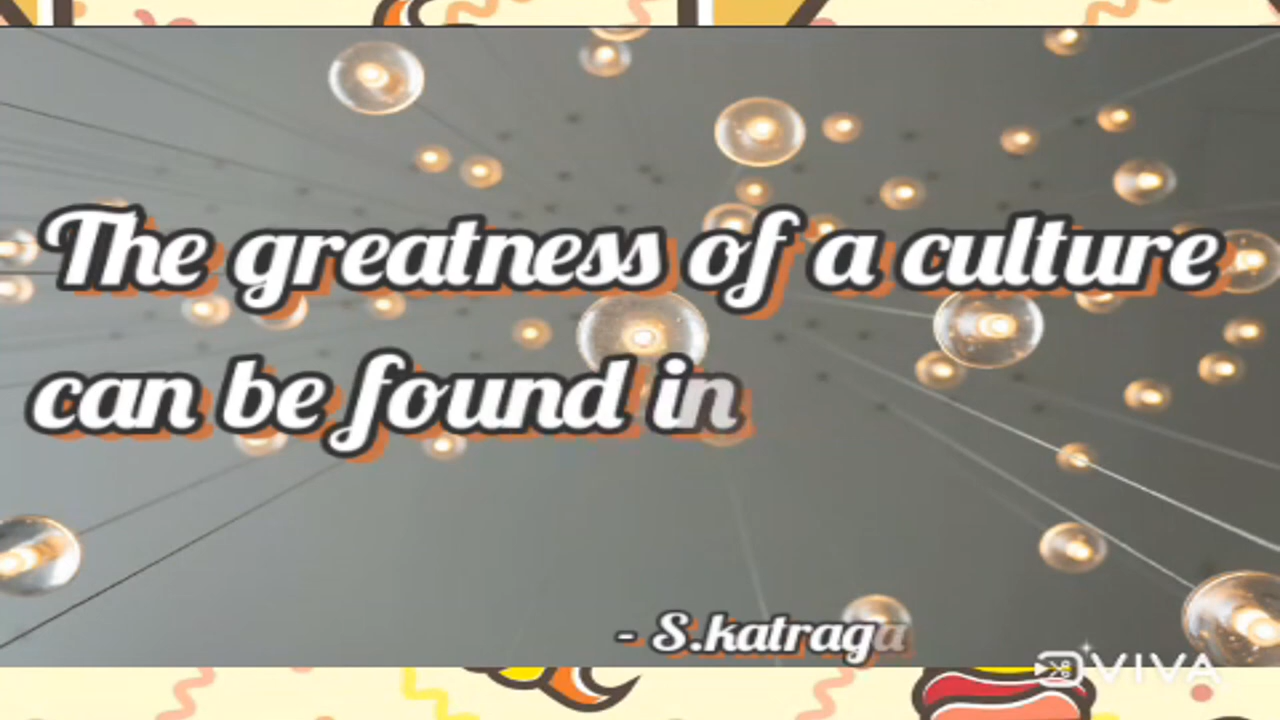 The greatness of a culture
can be found in
- S.katraga
VIVA